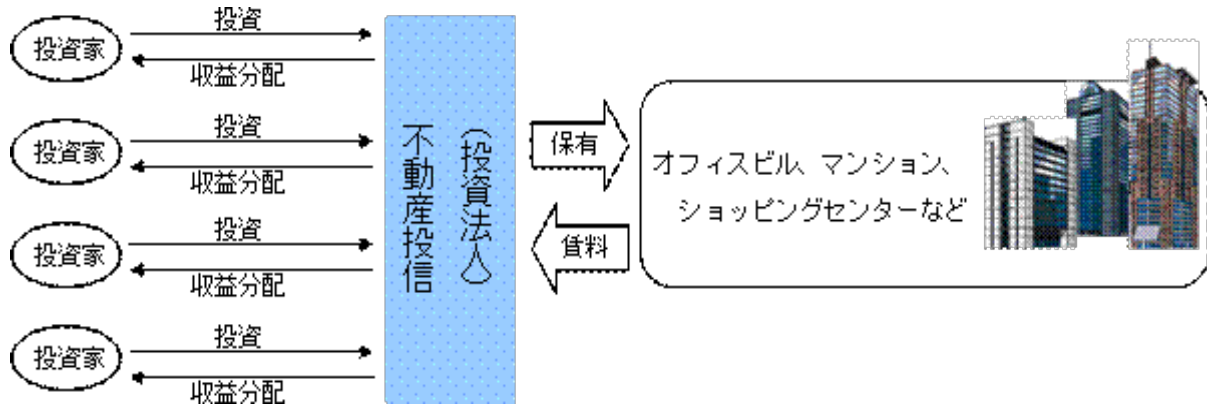 投資家
投資
収益分配
投資家
投資
収益分配
投資家
投資
収益分配
投資家
投資
収益分配
(投資法人)
不動産投信
保有
賃料
オフィスビル、マンション、
ショッピングセンターなど